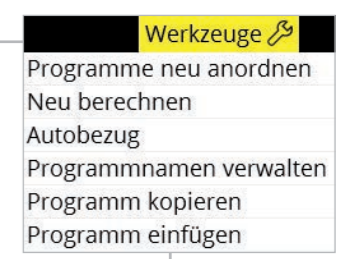 Werkzeuge
Programme neu anordnen
Neu berechnen
Autobezug
Programmnamen verwalten
Programm kopieren
Programm einfügen